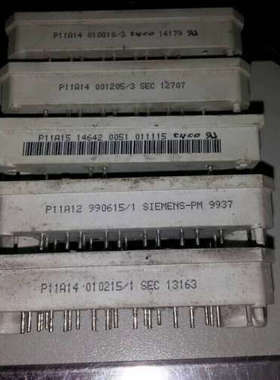 P11A14 010016/3 tyco 14179
P11A14 001205/3 SEC 12707
P11A15 14642 0051 011115 tyco
P11A12 990615/1 SIEMENS-PM 9937
P11A14 010215/1 SEC 13163